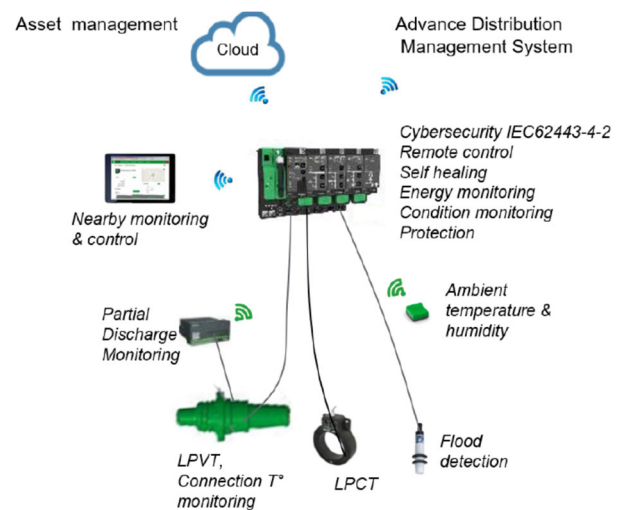 Asset management
Cloud
Advance Distribution
Management System
Cybersecurity IEC62443-4-2
Remote control
Self healing
Energy monitoring
Condition monitoring
Protection
Nearby monitoring
& control
Ambient
temperature &
humidity
Partial
Discharge
Monitoring
LPVT,
Connection T°
monitoring
LPCT
Flood
detection